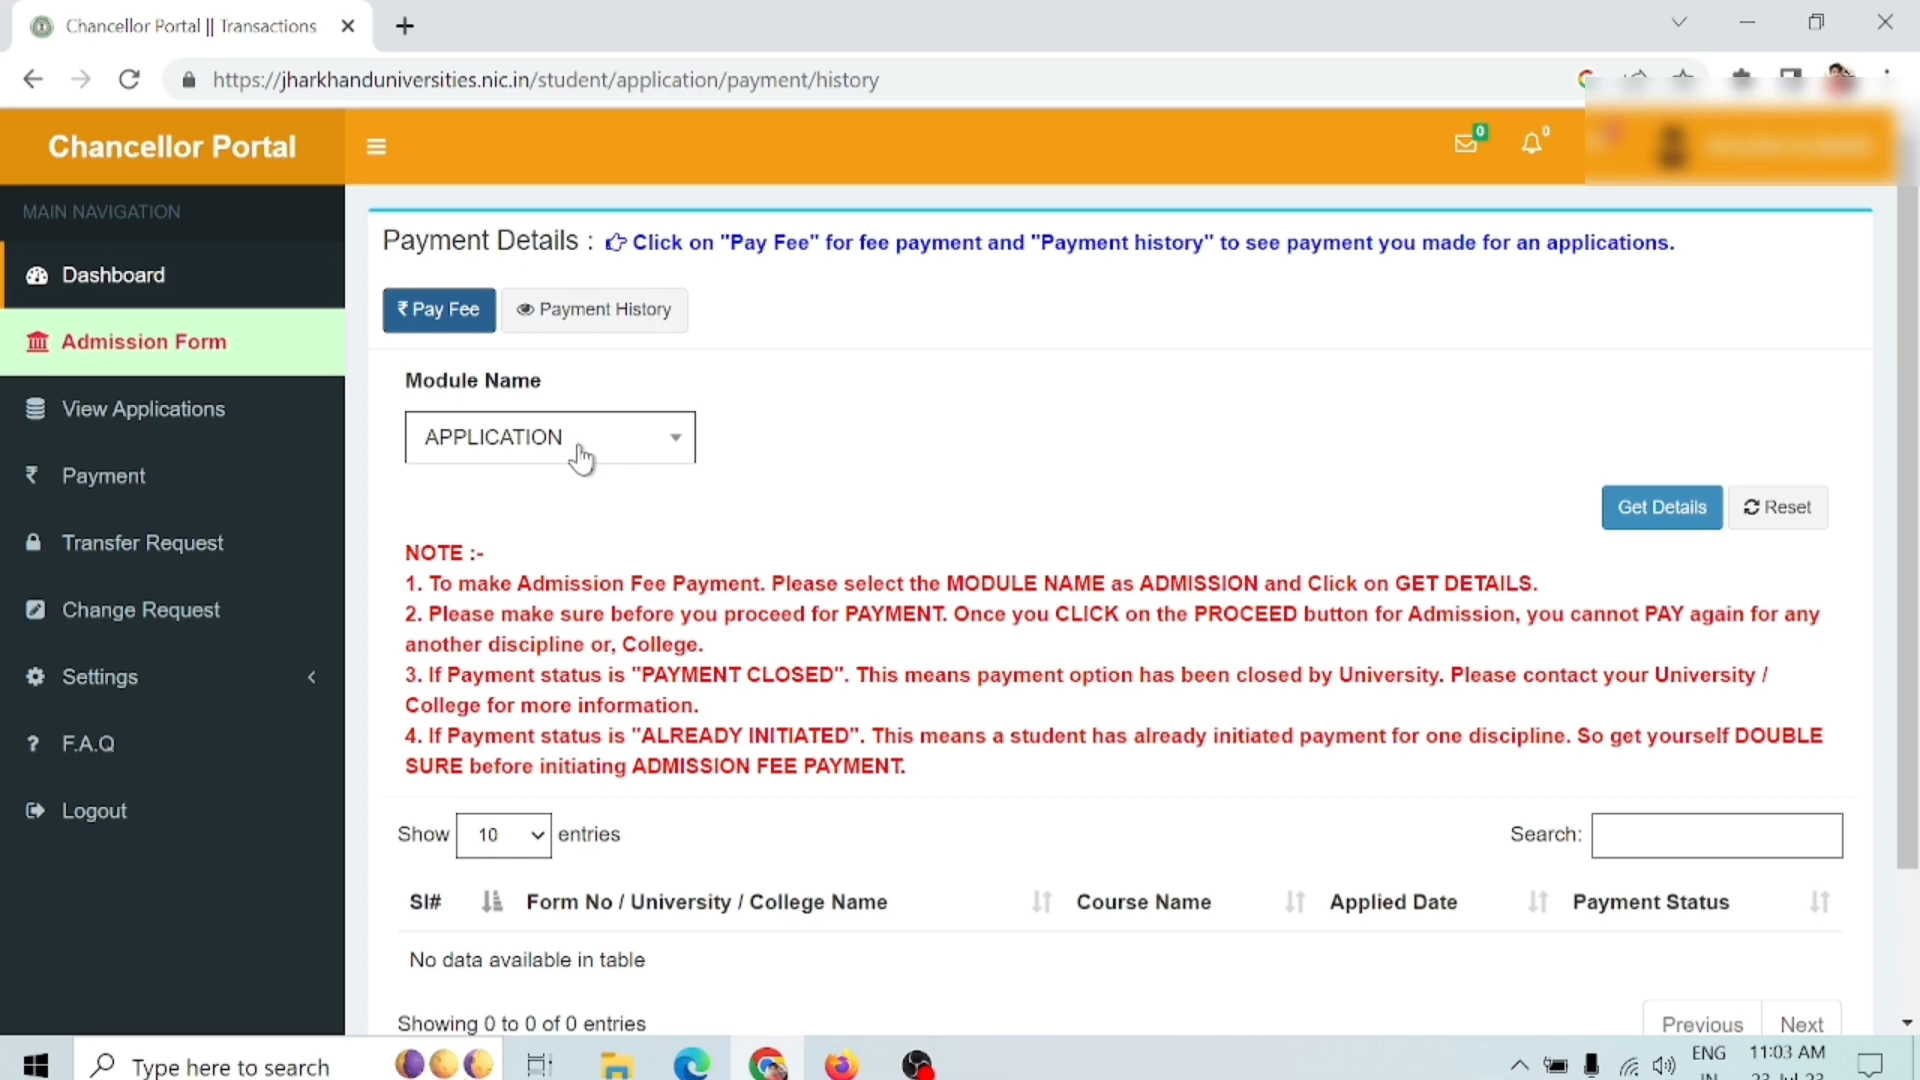 Chancellor Portal || Transactions
https://jharkhanduniversities.nic.in/student/application/payment/history
Chancellor Portal
0
0
MAIN NAVIGATION
Dashboard
Admission Form
View Applications
₹ Payment
Transfer Request
Change Request
Settings
? F.A.Q
Logout
Payment Details : Click on "Pay Fee" for fee payment and "Payment history" to see payment you made for an applications.
₹ Pay Fee
Payment History
Module Name
APPLICATION
Get Details
Reset
NOTE :-
1. To make Admission Fee Payment. Please select the MODULE NAME as ADMISSION and Click on GET DETAILS.
2. Please make sure before you proceed for PAYMENT. Once you CLICK on the PROCEED button for Admission, you cannot PAY again for any
another discipline or, College.
3. If Payment status is "PAYMENT CLOSED". This means payment option has been closed by University. Please contact your University /
College for more information.
4. If Payment status is "ALREADY INITIATED". This means a student has already initiated payment for one discipline. So get yourself DOUBLE
SURE before initiating ADMISSION FEE PAYMENT.
Show 10 entries
Search:
Sl# Form No / University / College Name Course Name Applied Date Payment Status
No data available in table
Showing 0 to 0 of 0 entries
Previous Next
Type here to search
ENG
11:03 AM